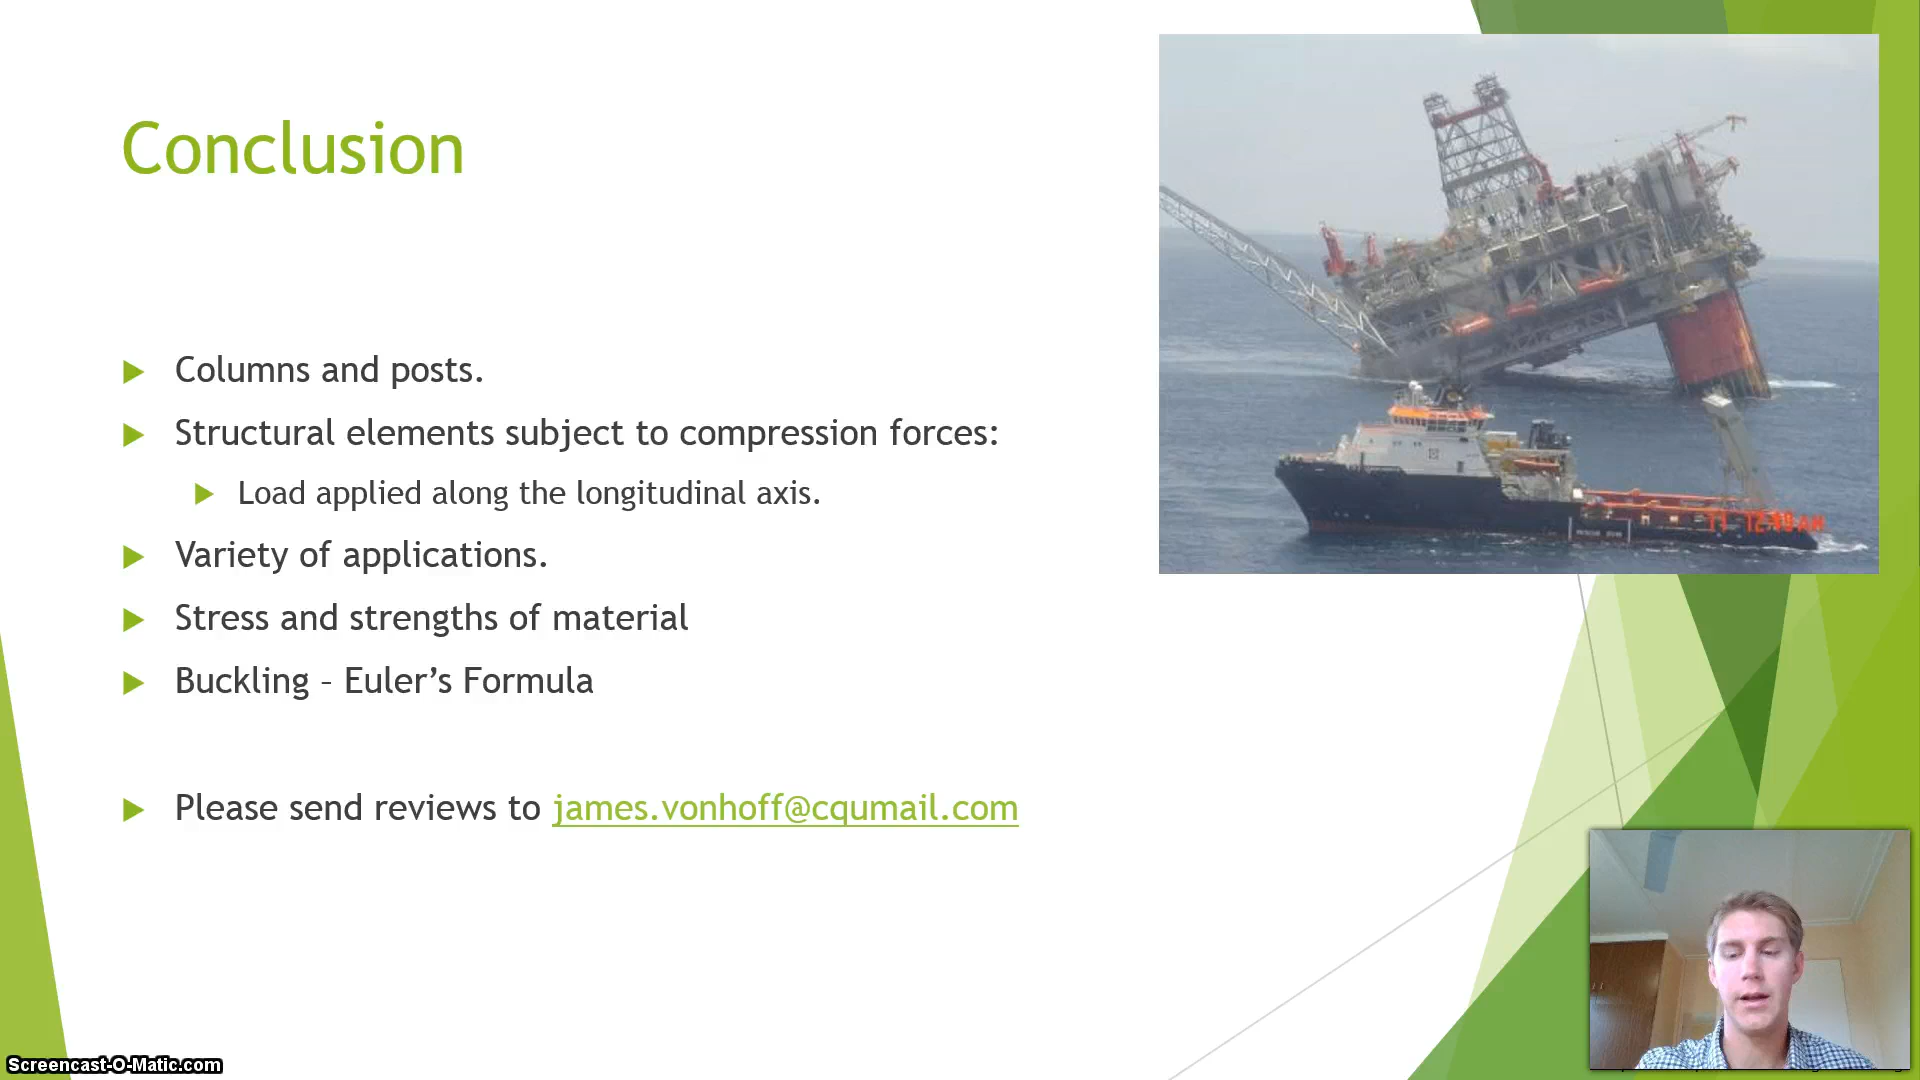 Conclusion
Columns and posts.
Structural elements subject to compression forces:
Load applied along the longitudinal axis.
Variety of applications.
Stress and strengths of material
Buckling – Euler’s Formula
Please send reviews to james.vonhoff@cqumail.com
Screencast-O-Matic.com